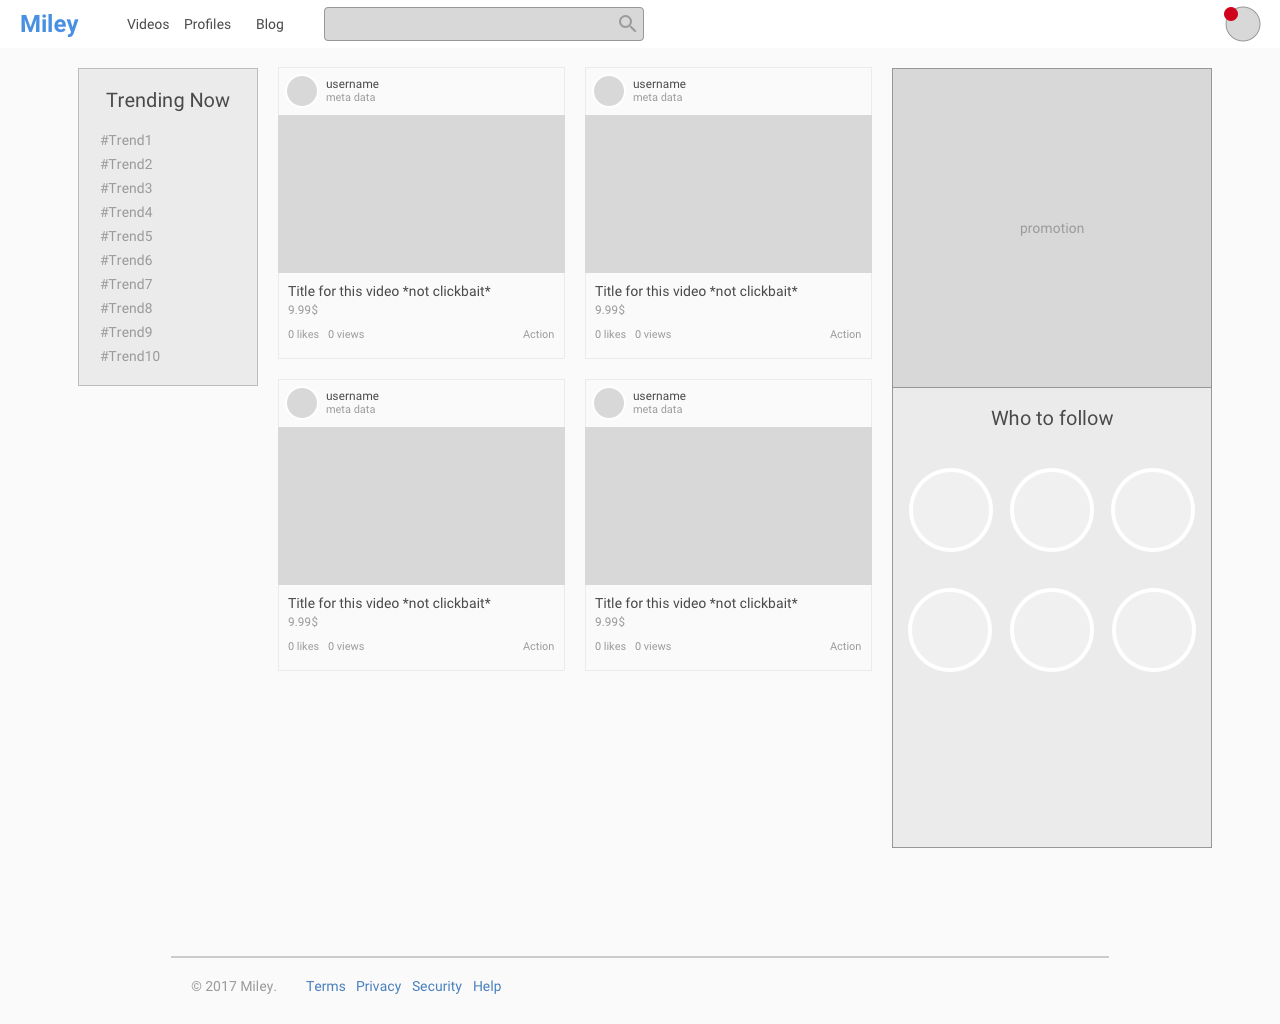 Miley
Videos Profiles Blog
Trending Now
#Trend1
#Trend2
#Trend3
#Trend4
#Trend5
#Trend6
#Trend7
#Trend8
#Trend9
#Trend10
username
meta data
Title for this video *not clickbait*
9.99$
0 likes 0 views Action
username
meta data
Title for this video *not clickbait*
9.99$
0 likes 0 views Action
username
meta data
Title for this video *not clickbait*
9.99$
0 likes 0 views Action
username
meta data
Title for this video *not clickbait*
9.99$
0 likes 0 views Action
promotion
Who to follow
© 2017 Miley. Terms Privacy Security Help